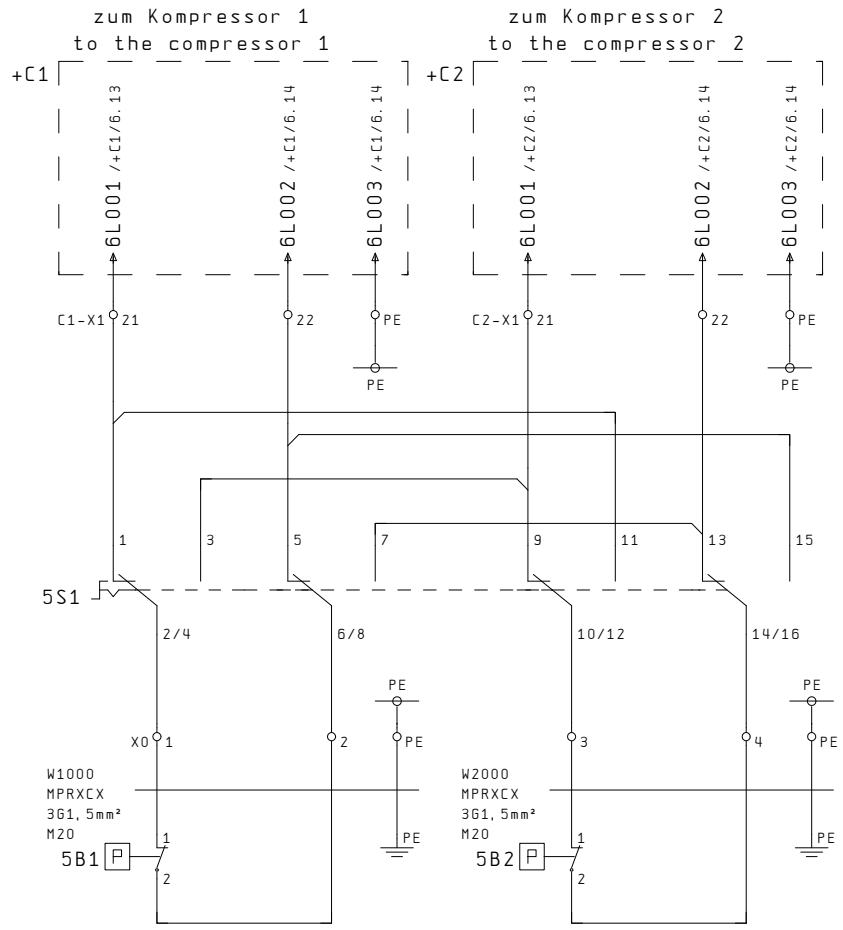 zum Kompressor 1
to the compressor 1
zum Kompressor 2
to the compressor 2
+C1
6L001 /+C1/6.13
6L002 /+C1/6.14
6L003 /+C1/6.14
+C2
6L001 /+C2/6.13
6L002 /+C2/6.14
6L003 /+C2/6.14
C1-X1 21
22
PE
C2-X1 21
22
PE
PE
PE
1
3
5
7
9
11
13
15
5S1
2/4
6/8
10/12
14/16
PE
PE
X0 1
2
PE
3
4
PE
W1000
MPRXCX
3G1,5mm²
M20
W2000
MPRXCX
3G1,5mm²
M20
PE
PE
5B1 P
1
2
5B2 P
1
2